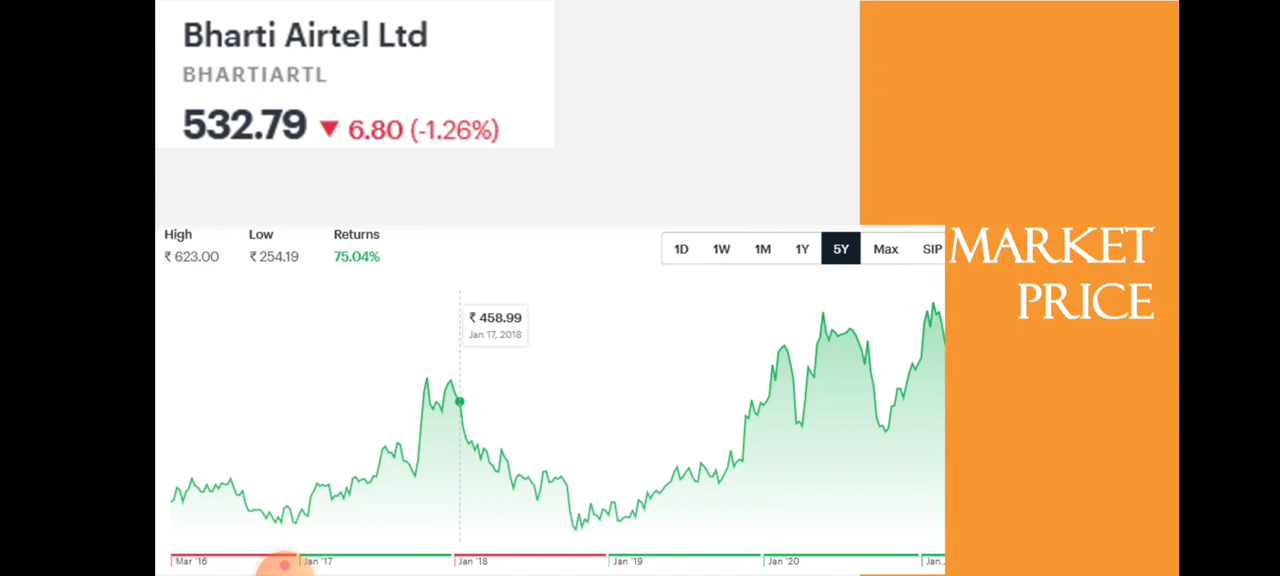 Bharti Airtel Ltd
BHARTIARTL
532.79 ▼ 6.80 (-1.26%)
High Low Returns
₹ 623.00 ₹ 254.19 75.04%
1D 1W 1M 1Y 5Y Max SIP
MARKET
PRICE
₹ 458.99
Jan 17, 2018
Mar '16 Jan '17 Jan '18 Jan '19 Jan '20 Jan..